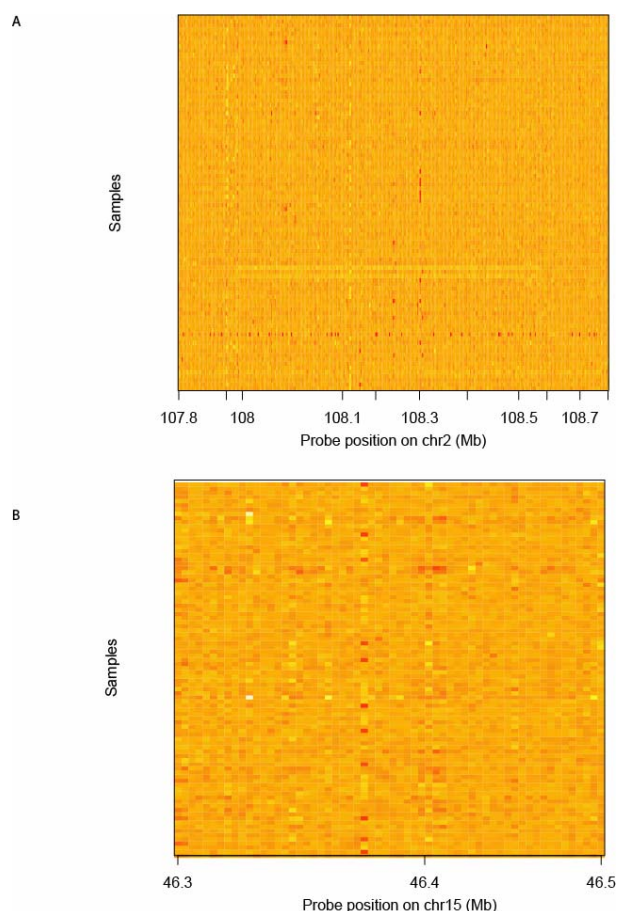 A
Samples
107.8 108 108.1 108.3 108.5 108.7
Probe position on chr2 (Mb)
B
Samples
46.3 46.4 46.5
Probe position on chr15 (Mb)